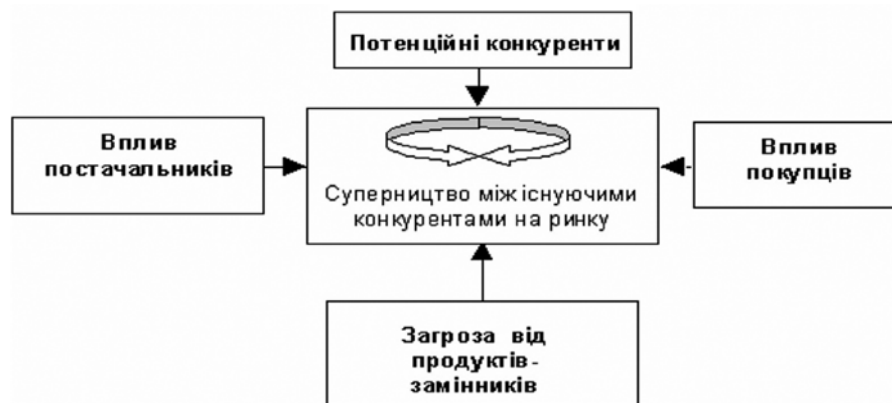 Потенційні конкуренти
Вплив
постачальників
Суперництво між існуючими
конкурентами на ринку
Вплив
покупців
Загроза від
продуктів-
замінників